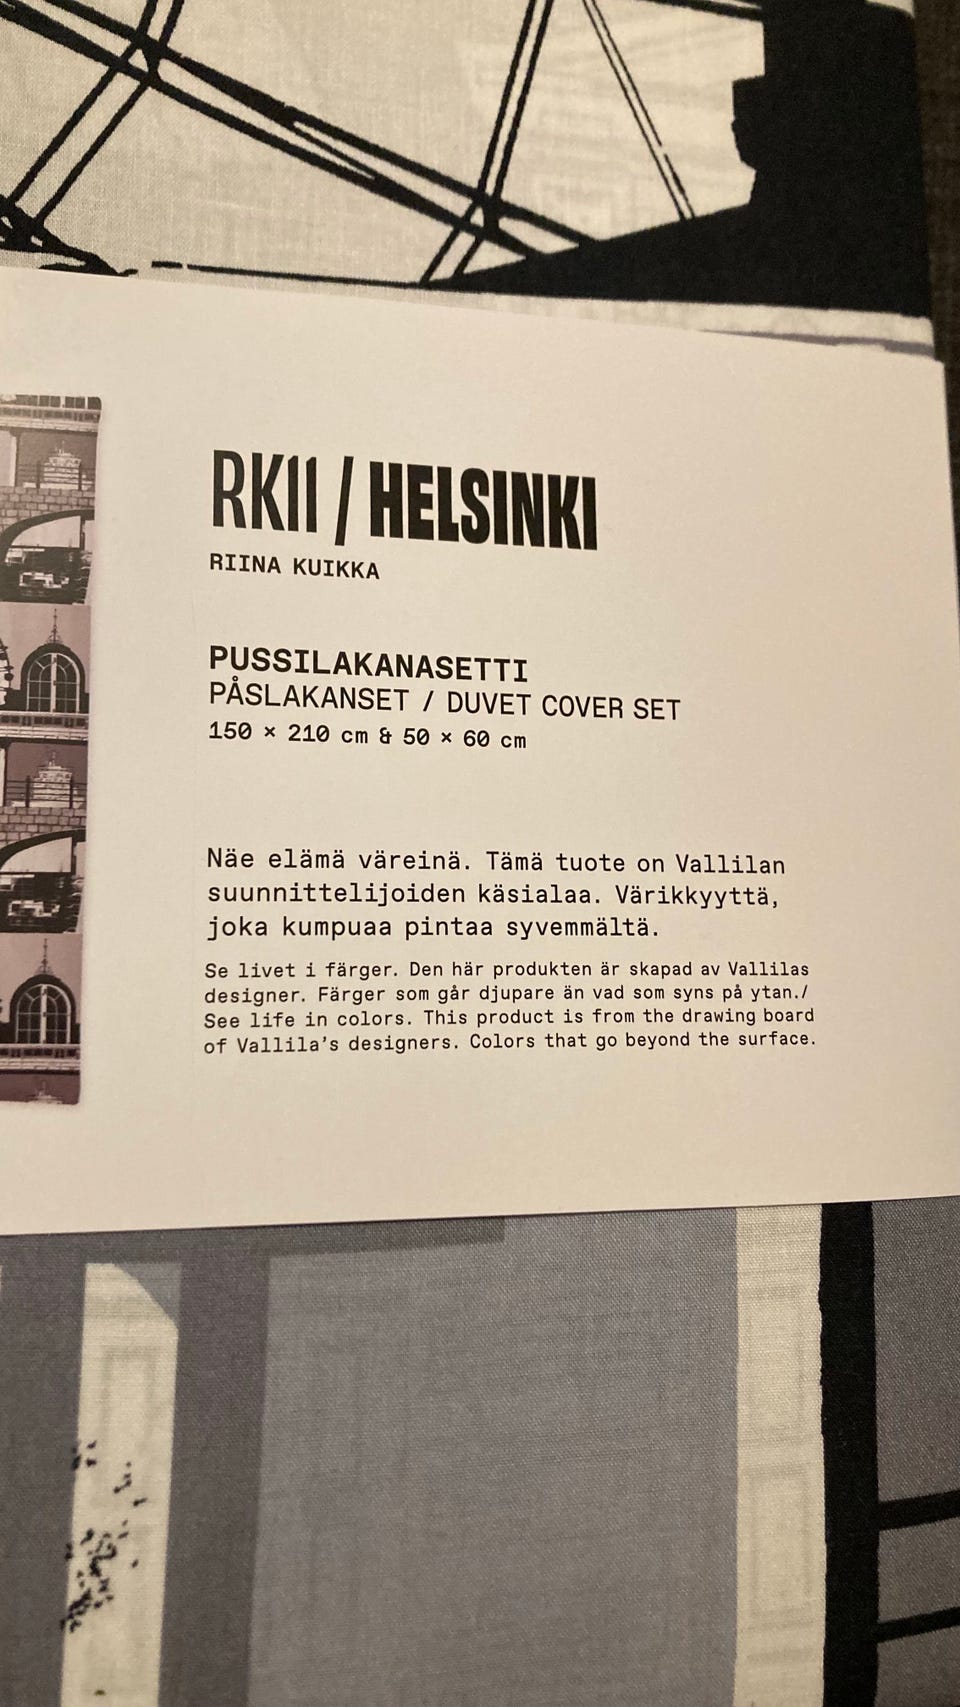 RK11 / HELSINKI
RIINA KUIKKA
PUSSILAKANASETTI
PÅSLAKANSET / DUVET COVER SET
150 × 210 cm & 50 × 60 cm
Näe elämä väreinä. Tämä tuote on Vallilan
suunnittelijoiden käsialaa. Värikkyyttä,
joka kumpuaa pintaa syvemmältä.
Se livet i färger. Den här produkten är skapad av Vallilas
designer. Färger som går djupare än vad som syns på ytan./
See life in colors. This product is from the drawing board
of Vallila's designers. Colors that go beyond the surface.